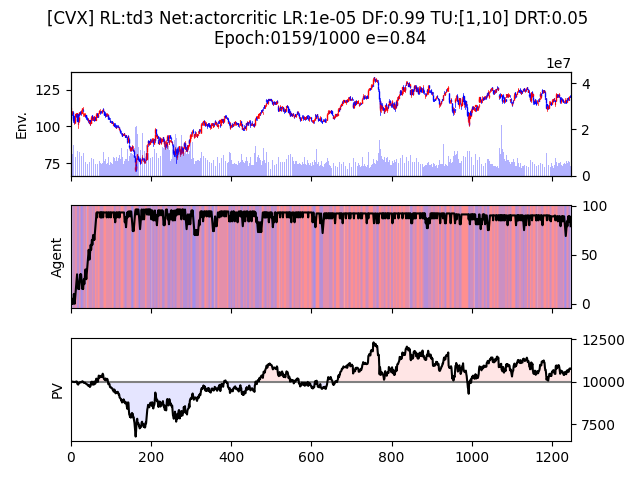 [CVX] RL:td3 Net:actorcritic LR:1e-05 DF:0.99 TU:[1,10] DRT:0.05
Epoch:0159/1000 e=0.84
1e7
Env.
125
100
75
4
2
0
Agent
100
50
0
PV
12500
10000
7500
0 200 400 600 800 1000 1200